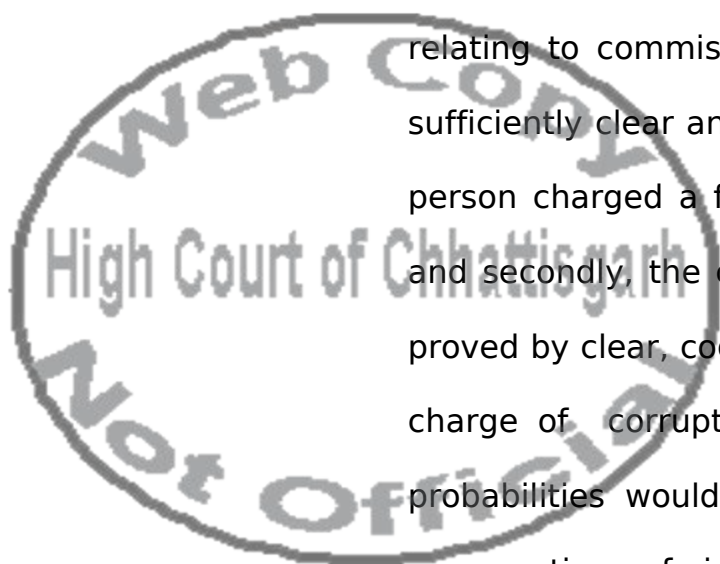 Web Copy
High Court of Chhattisgarh
Not Official
relating to commis
sufficiently clear an
person charged a f
and secondly, the
proved by clear, co
charge of corrupt
probabilities would